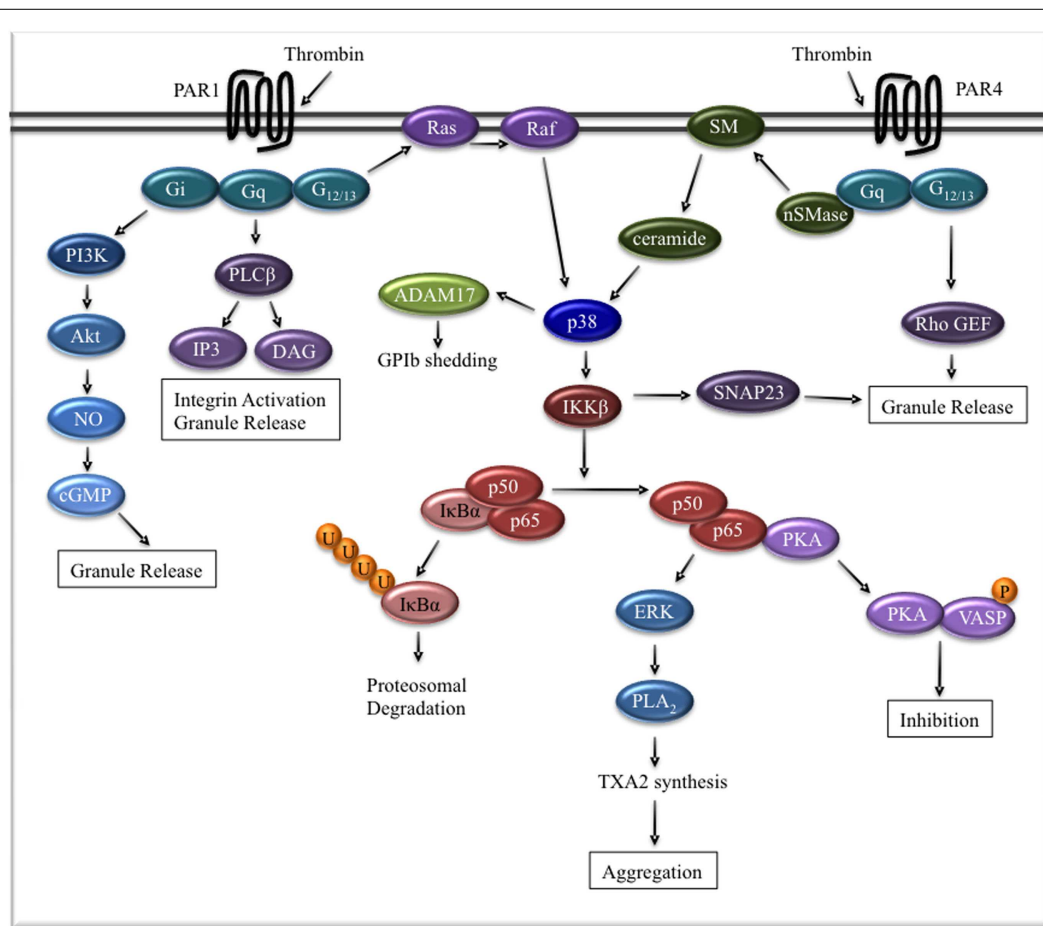 Thrombin
Thrombin
PAR1
PAR4
Ras
Raf
SM
Gi
Gq
G12/13
nSMase
Gq
G12/13
PI3K
PLCβ
ceramide
ADAM17
p38
Rho GEF
Akt
IP3
DAG
GPIb shedding
Integrin Activation
Granule Release
IKKβ
SNAP23
Granule Release
NO
cGMP
p50
IκBα
p65
p50
p65
PKA
Granule Release
U
U
U
U
IκBα
ERK
PKA
VASP
P
Proteosomal
Degradation
PLA2
Inhibition
TXA2 synthesis
Aggregation